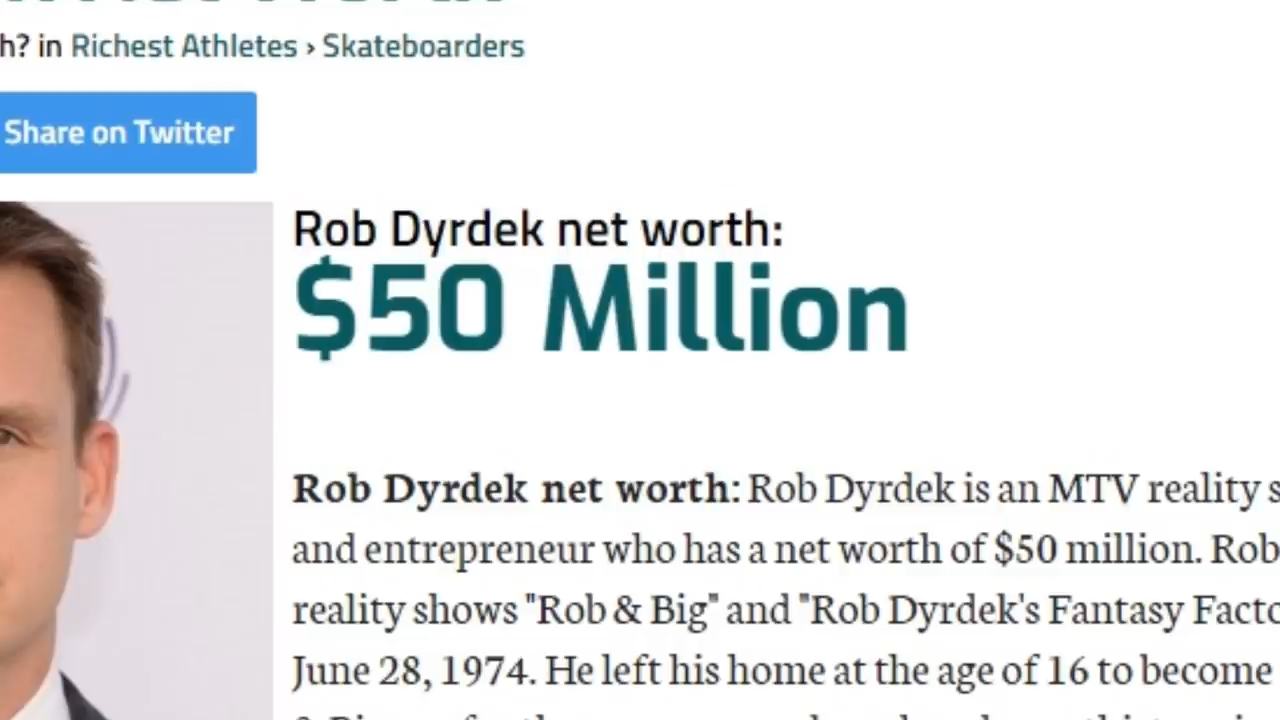 h? in Richest Athletes › Skateboarders
Share on Twitter
Rob Dyrdek net worth:
$50 Million
Rob Dyrdek net worth: Rob Dyrdek is an MTV reality s
and entrepreneur who has a net worth of $50 million. Rob
reality shows "Rob & Big" and "Rob Dyrdek's Fantasy Facto
June 28, 1974. He left his home at the age of 16 to become